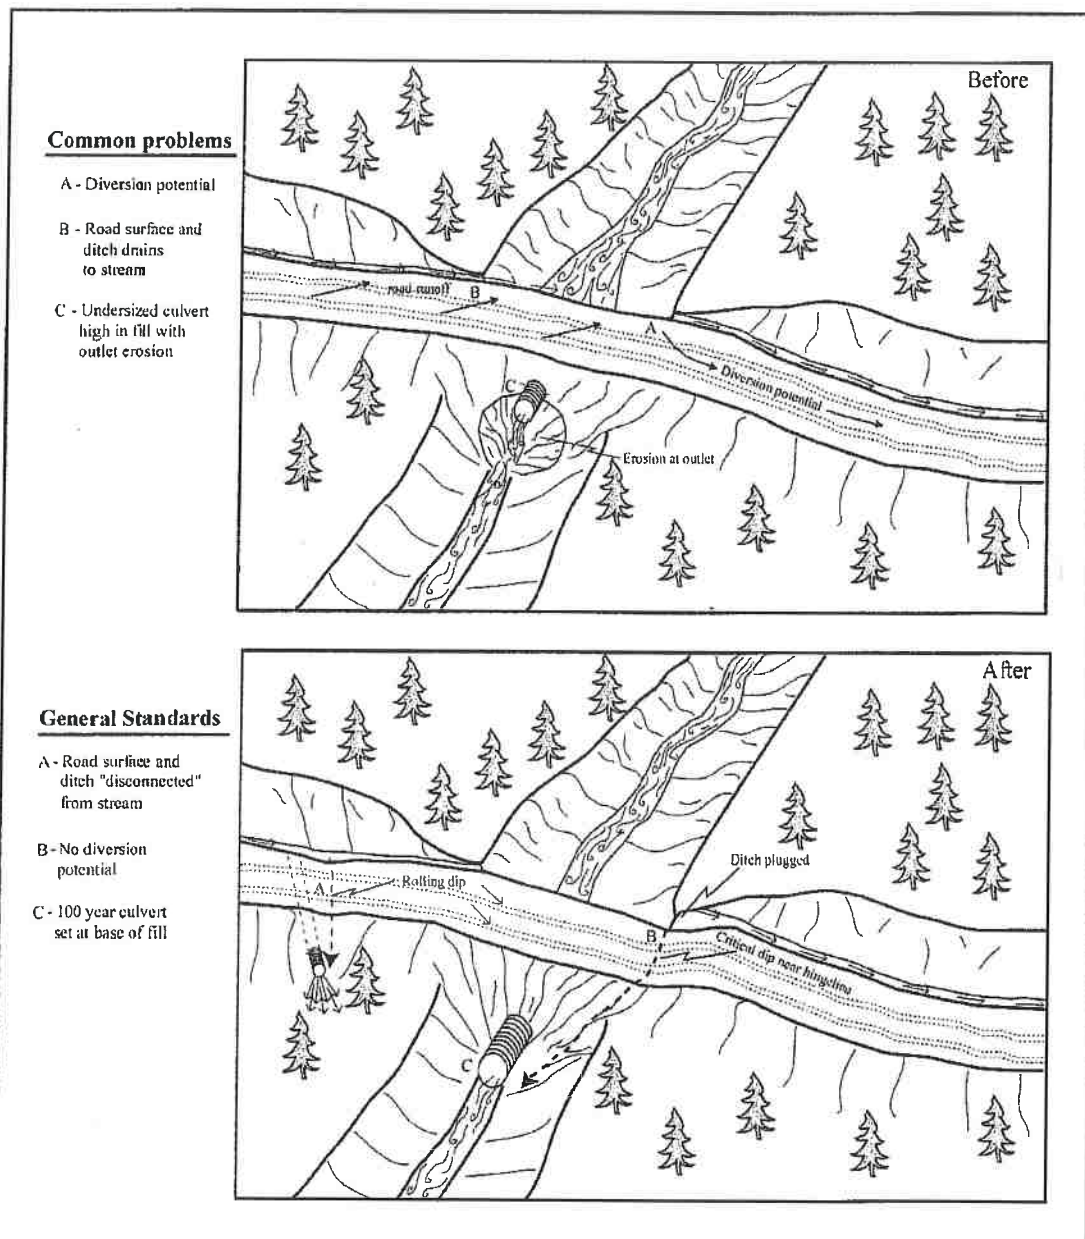 Before
Common problems
A - Diversion potential
B - Road surface and
ditch drains
to stream
C - Undersized culvert
high in fill with
outlet erosion
road runoff
B
A
Diversion potential
C
Erosion at outlet
After
General Standards
A - Road surface and
ditch "disconnected"
from stream
B - No diversion
potential
C - 100 year culvert
set at base of fill
Ditch plugged
A
Rolling dip
B
Critical dip near hingeline
C